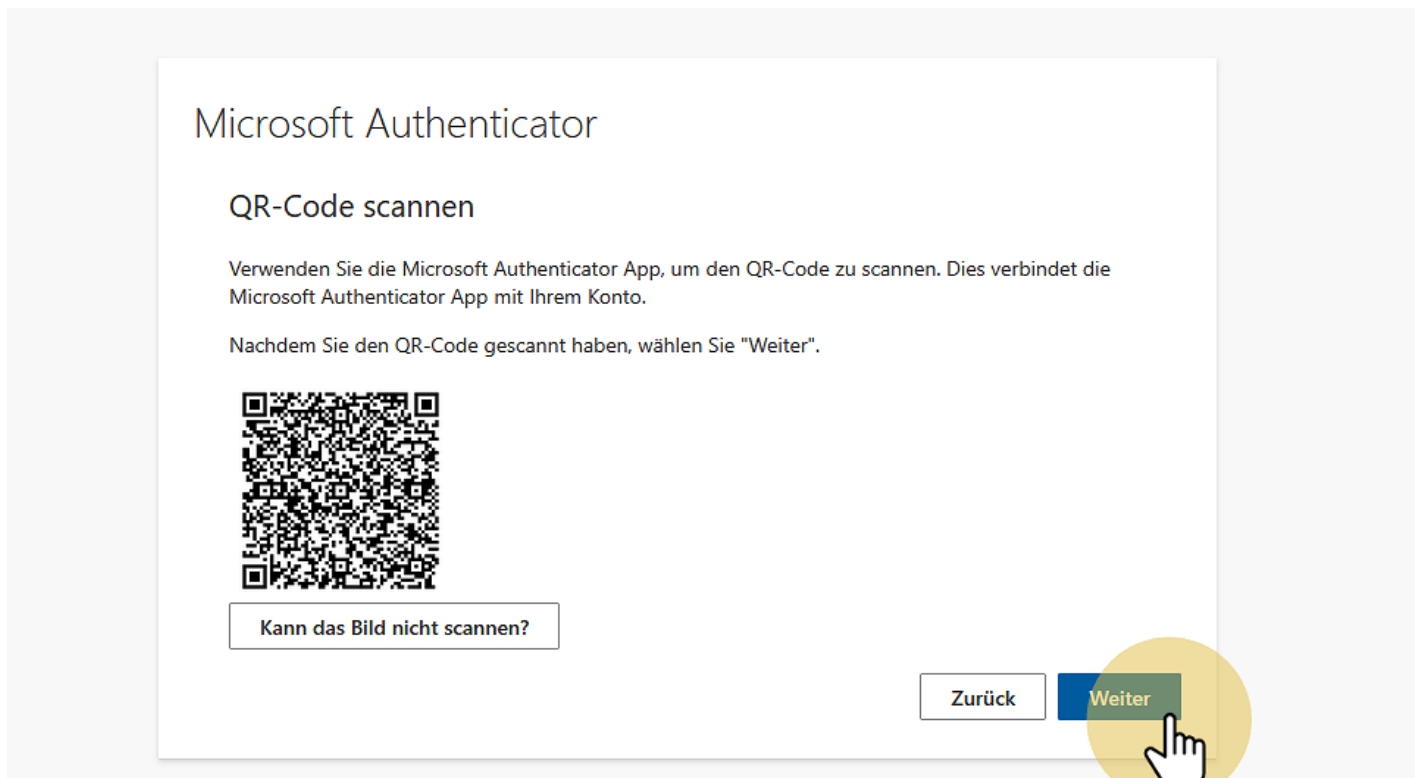 Microsoft Authenticator
QR-Code scannen
Verwenden Sie die Microsoft Authenticator App, um den QR-Code zu scannen. Dies verbindet die
Microsoft Authenticator App mit Ihrem Konto.
Nachdem Sie den QR-Code gescannt haben, wählen Sie "Weiter".
Kann das Bild nicht scannen?
Zurück
Weiter